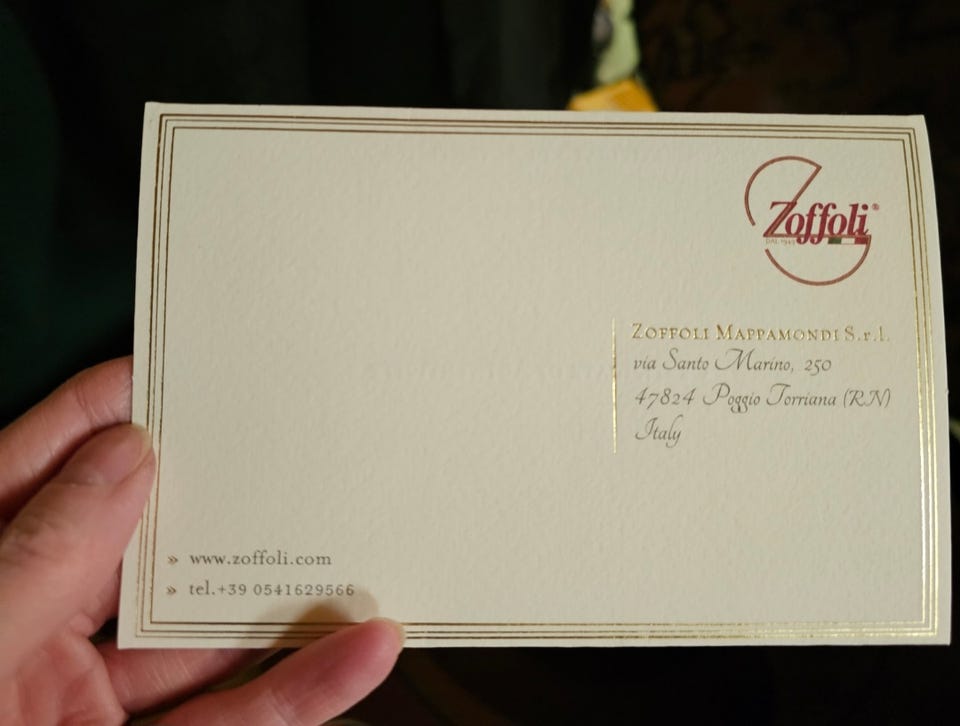 Zoffoli®
DAL 1949
ZOFFOLI MAPPAMONDI S.r.l.
via Santo Marino, 250
47824 Poggio Torriana (RN)
Italy
» www.zoffoli.com
» tel.+39 0541629566